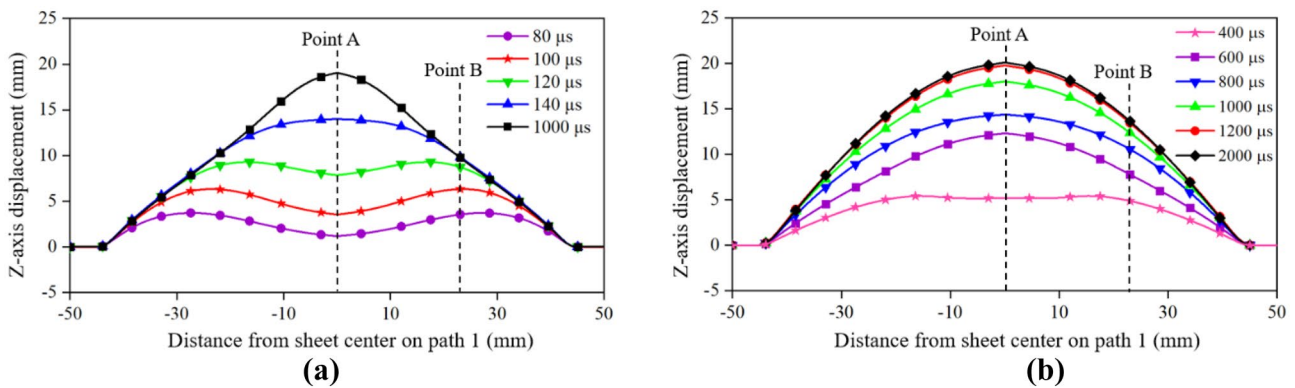 25
20
15
10
5
0
-5
Z-axis displacement (mm)
Point A
Point B
80 μs
100 μs
120 μs
140 μs
1000 μs
-50
-30
-10
10
30
50
Distance from sheet center on path 1 (mm)
(a)
25
20
15
10
5
0
-5
Z-axis displacement (mm)
Point A
Point B
400 μs
600 μs
800 μs
1000 μs
1200 μs
2000 μs
-50
-30
-10
10
30
50
Distance from sheet center on path 1 (mm)
(b)